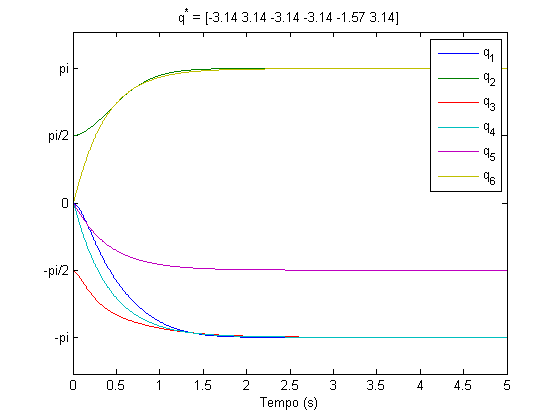 q* = [-3.14 3.14 -3.14 -3.14 -1.57 3.14]
pi
pi/2
0
-pi/2
-pi
q1
q2
q3
q4
q5
q6
0 0.5 1 1.5 2 2.5 3 3.5 4 4.5 5
Tempo (s)